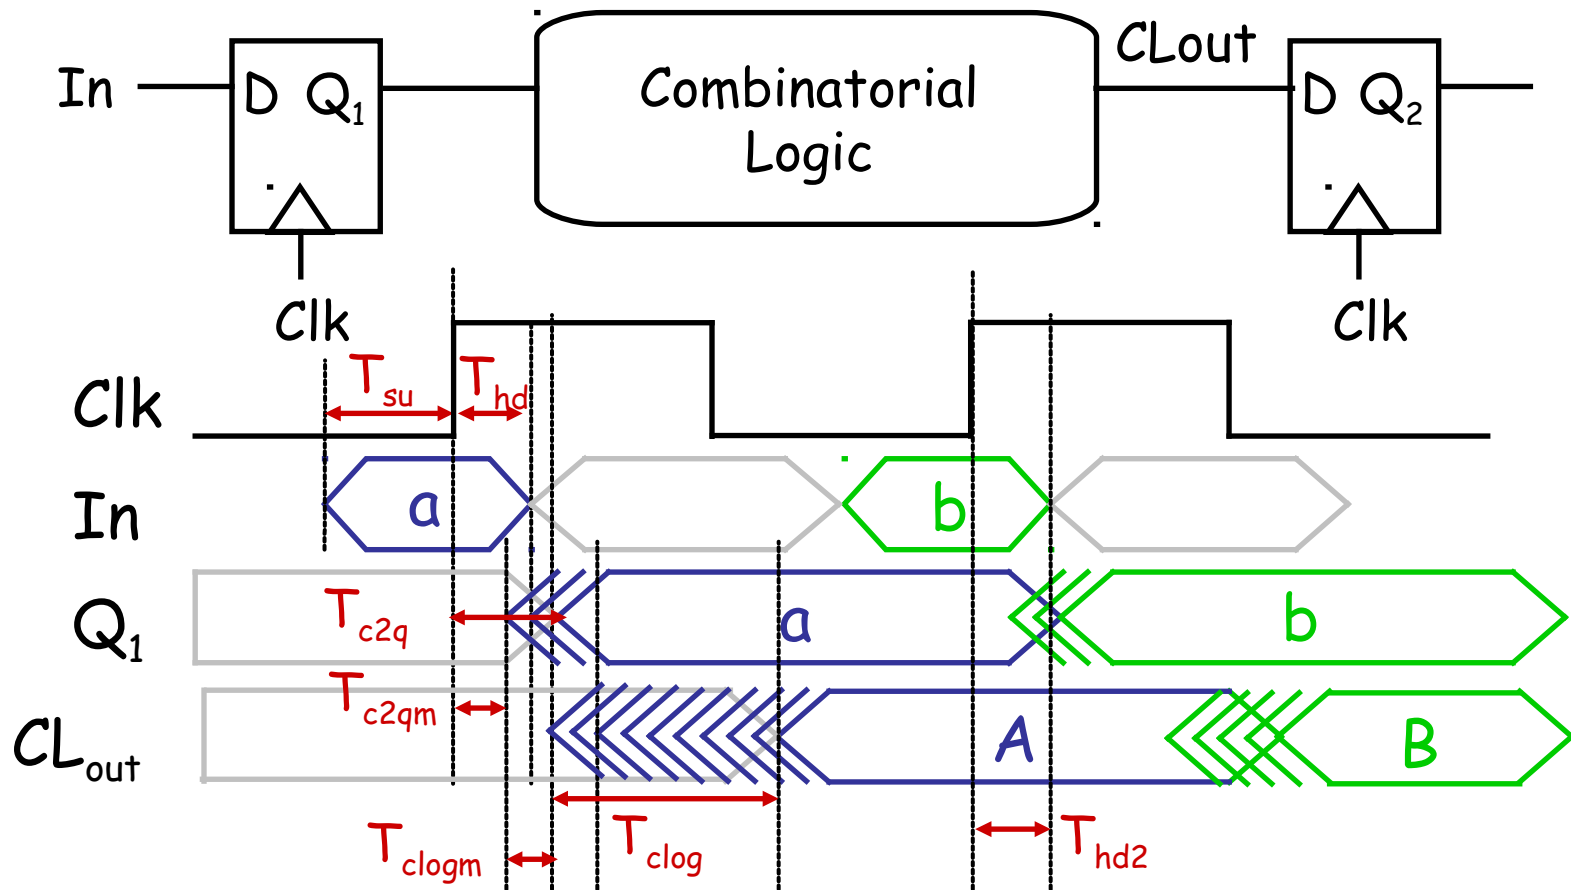 In
D Q1
Combinatorial
Logic
CLout
D Q2
Clk
Clk
Clk
Tsu
Thd
In
a
b
Q1
Tc2q
a
b
Tc2qm
CLout
A
B
Tclogm
Tclog
Thd2